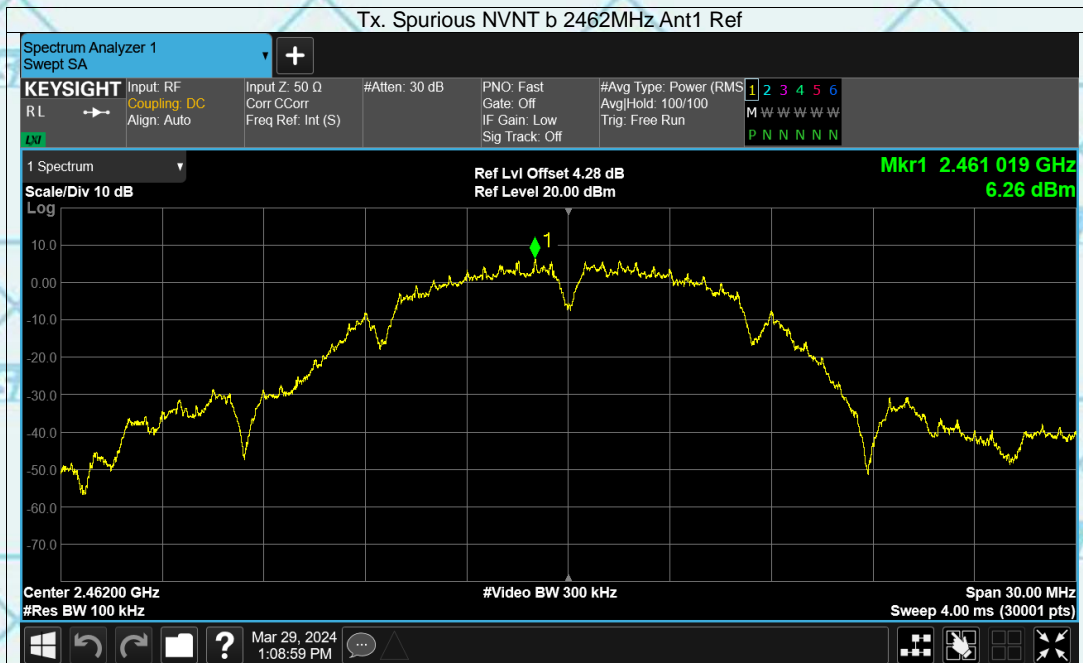 Tx. Spurious NVNT b 2462MHz Ant1 Ref
Spectrum Analyzer 1
Swept SA
+
KEYSIGHT
R L
LXI
Input: RF
Coupling: DC
Align: Auto
Input Z: 50 Ω
Corr CCorr
Freq Ref: Int (S)
#Atten: 30 dB
PNO: Fast
Gate: Off
IF Gain: Low
Sig Track: Off
#Avg Type: Power (RMS
Avg|Hold: 100/100
Trig: Free Run
1 2 3 4 5 6
M W W W W W
P N N N N N
1 Spectrum
Scale/Div 10 dB
Log
Ref Lvl Offset 4.28 dB
Ref Level 20.00 dBm
Mkr1 2.461 019 GHz
6.26 dBm
1
10.0
0.00
-10.0
-20.0
-30.0
-40.0
-50.0
-60.0
-70.0
Center 2.46200 GHz
#Video BW 300 kHz
Span 30.00 MHz
#Res BW 100 kHz
Sweep 4.00 ms (30001 pts)
?
Mar 29, 2024
1:08:59 PM